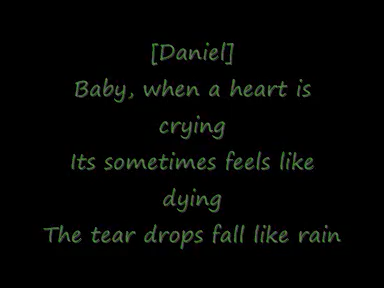 [Daniel]
Baby, when a heart is
crying
Its sometimes feels like
dying
The tear drops fall like rain